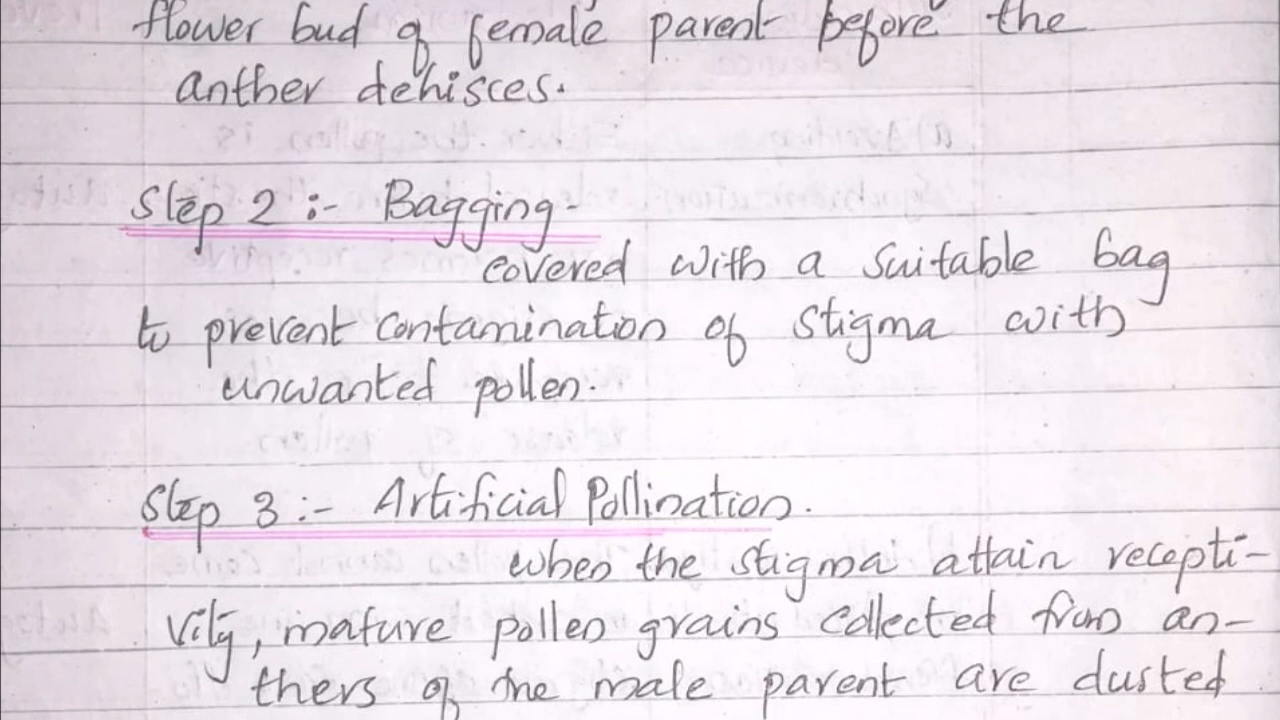 flower bud of female parent before the
anther dehisces.
Step 2 :- Bagging-
covered with a suitable bag
to prevent contamination of stigma with
unwanted pollen.
Step 3 :- Artificial Pollination.
when the stigma attain recepti-
vity, mature pollen grains collected from an-
thers of the male parent are dusted